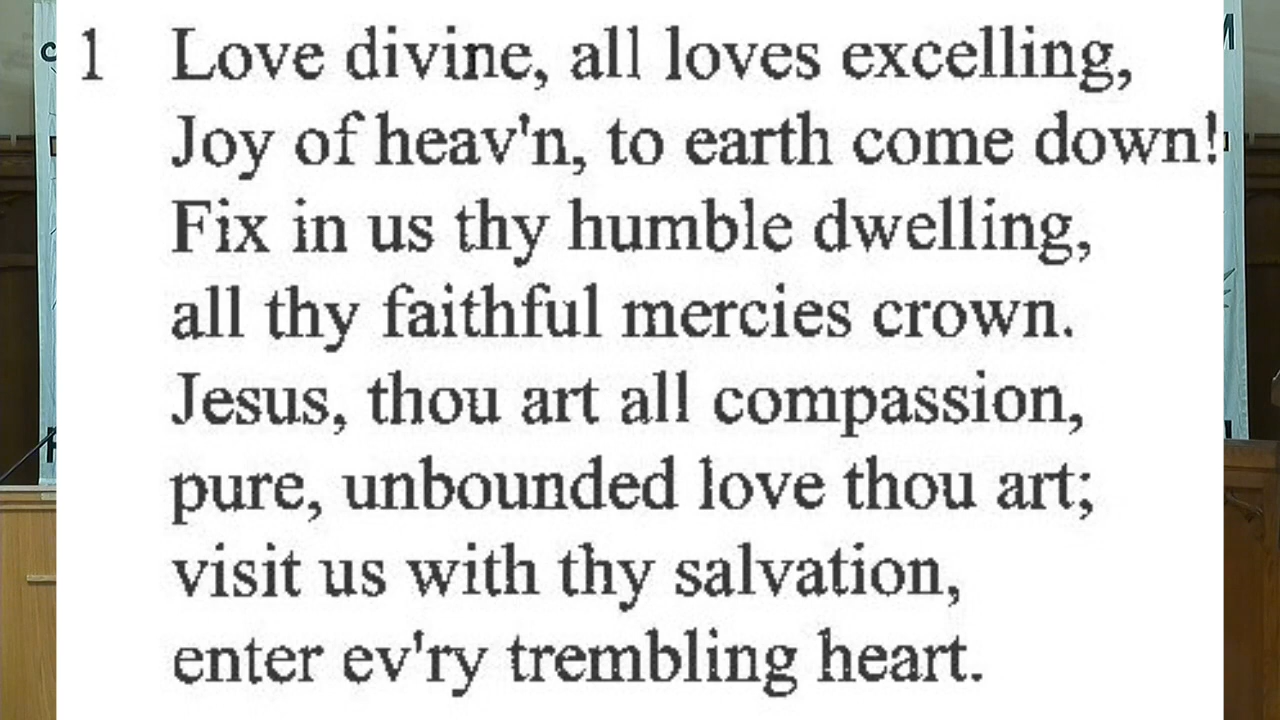 1 Love divine, all loves excelling,
Joy of heav'n, to earth come down!
Fix in us thy humble dwelling,
all thy faithful mercies crown.
Jesus, thou art all compassion,
pure, unbounded love thou art;
visit us with thy salvation,
enter ev'ry trembling heart.